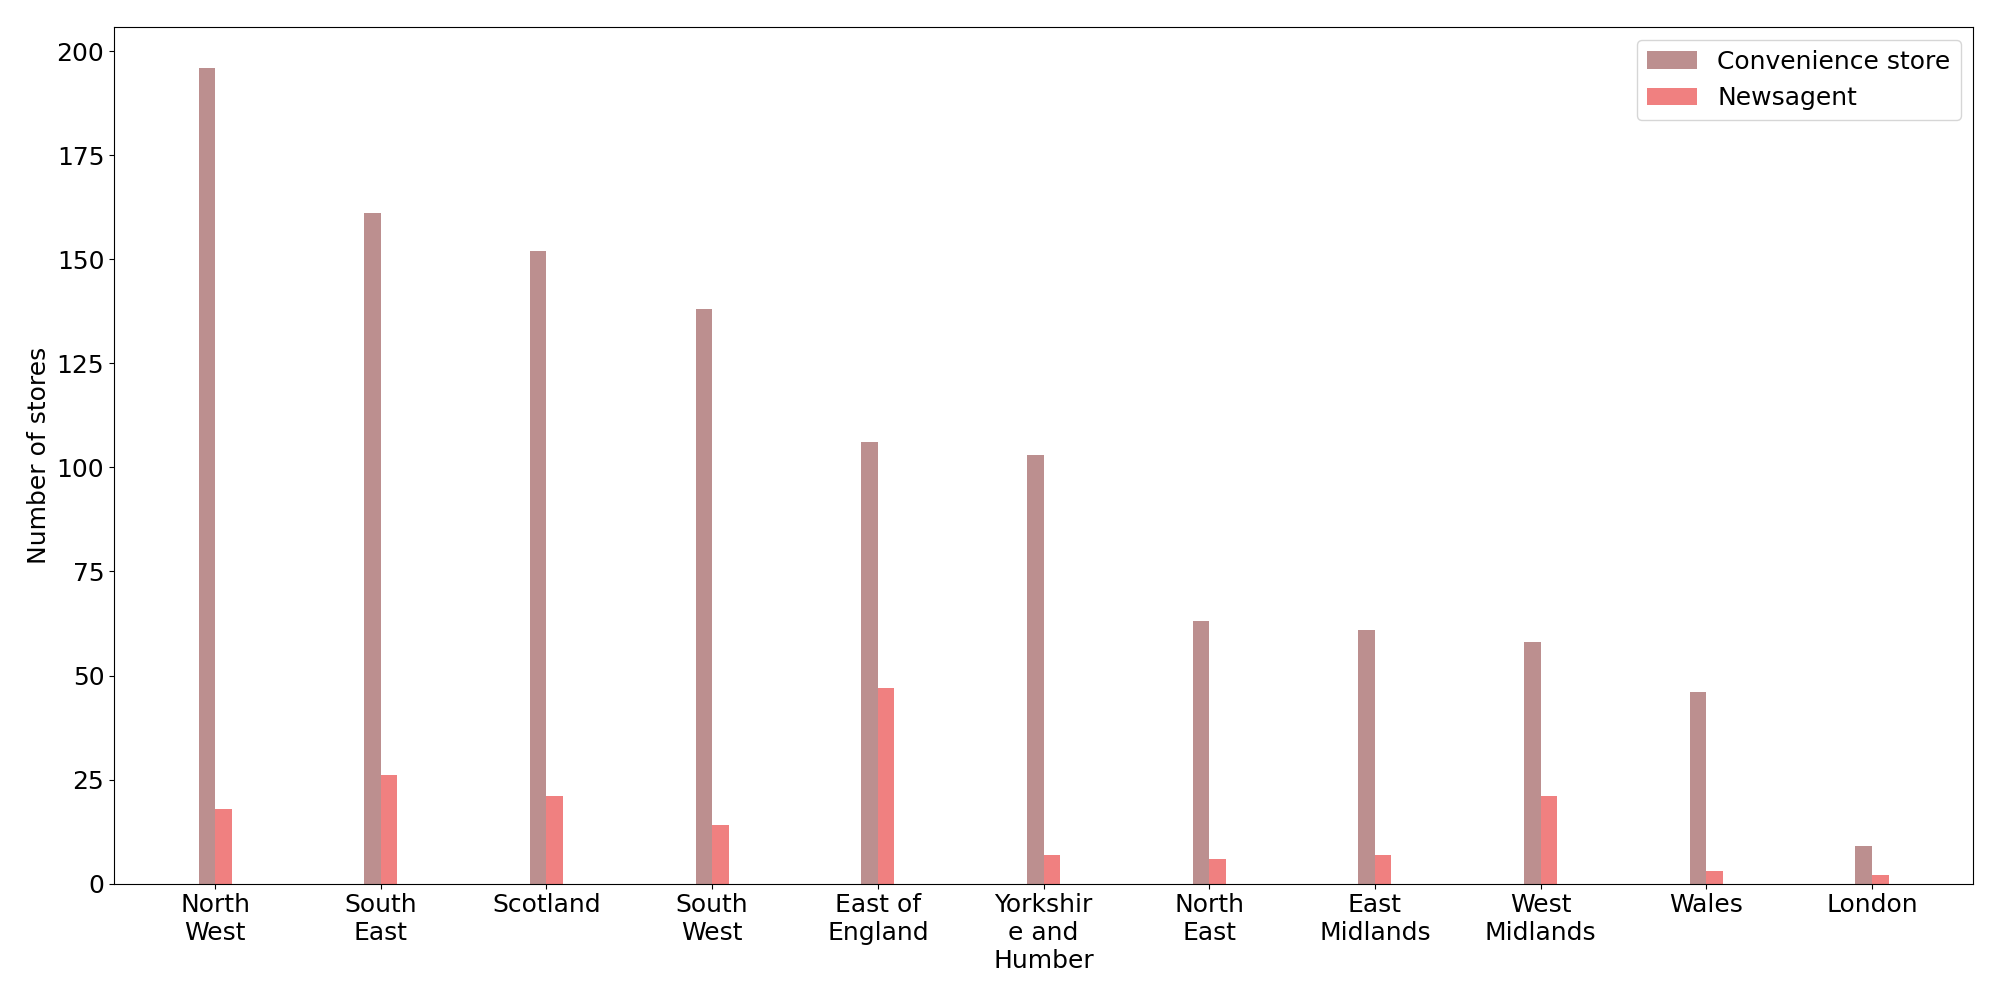 Convenience store
Newsagent
Number of stores
200
175
150
125
100
75
50
25
0
North
West
South
East
Scotland
South
West
East of
England
Yorkshir
e and
Humber
North
East
East
Midlands
West
Midlands
Wales
London